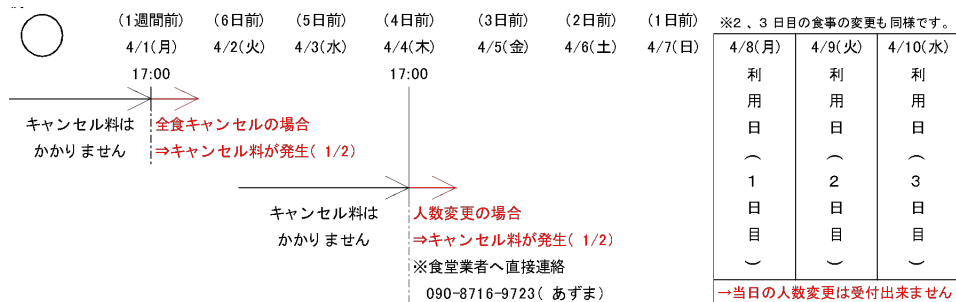 (1週間前) (6日前) (5日前) (4日前) (3日前) (2日前) (1日前) ※2、3日目の食事の変更も同様です。
4/1(月) 4/2(火) 4/3(水) 4/4(木) 4/5(金) 4/6(土) 4/7(日) 4/8(月) 4/9(火) 4/10(水)
17:00 17:00
キャンセル料は
かかりません
全食キャンセルの場合
⇒キャンセル料が発生( 1/2)
キャンセル料は
かかりません
人数変更の場合
⇒キャンセル料が発生( 1/2)
※食堂業者へ直接連絡
090-8716-9723( あずま)
利用日(1日目)
利用日(2日目)
利用日(3日目)
→当日の人数変更は受付出来ません